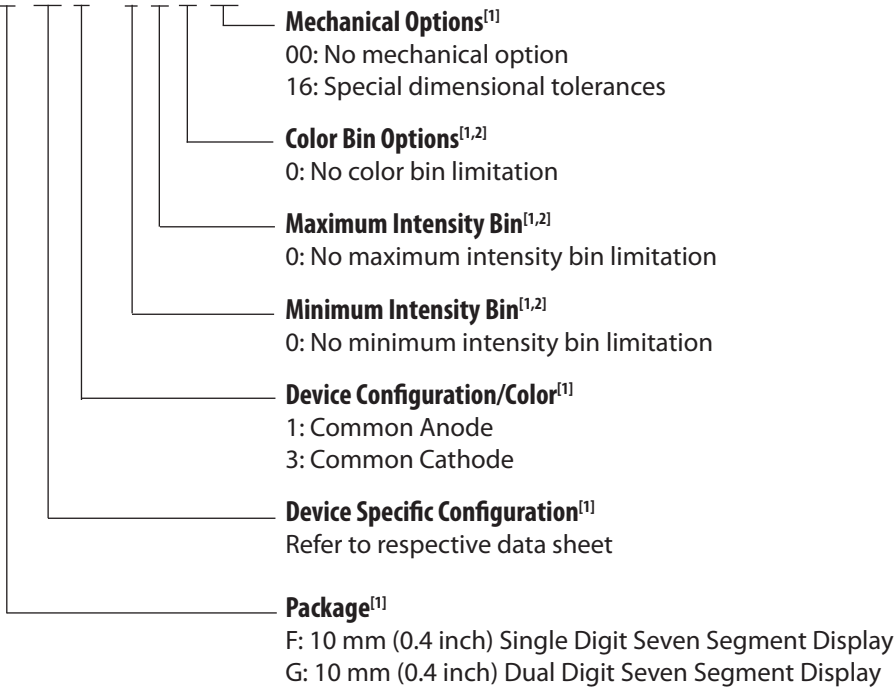 Mechanical Options[1]
00: No mechanical option
16: Special dimensional tolerances
Color Bin Options[1,2]
0: No color bin limitation
Maximum Intensity Bin[1,2]
0: No maximum intensity bin limitation
Minimum Intensity Bin[1,2]
0: No minimum intensity bin limitation
Device Configuration/Color[1]
1: Common Anode
3: Common Cathode
Device Specific Configuration[1]
Refer to respective data sheet
Package[1]
F: 10 mm (0.4 inch) Single Digit Seven Segment Display
G: 10 mm (0.4 inch) Dual Digit Seven Segment Display